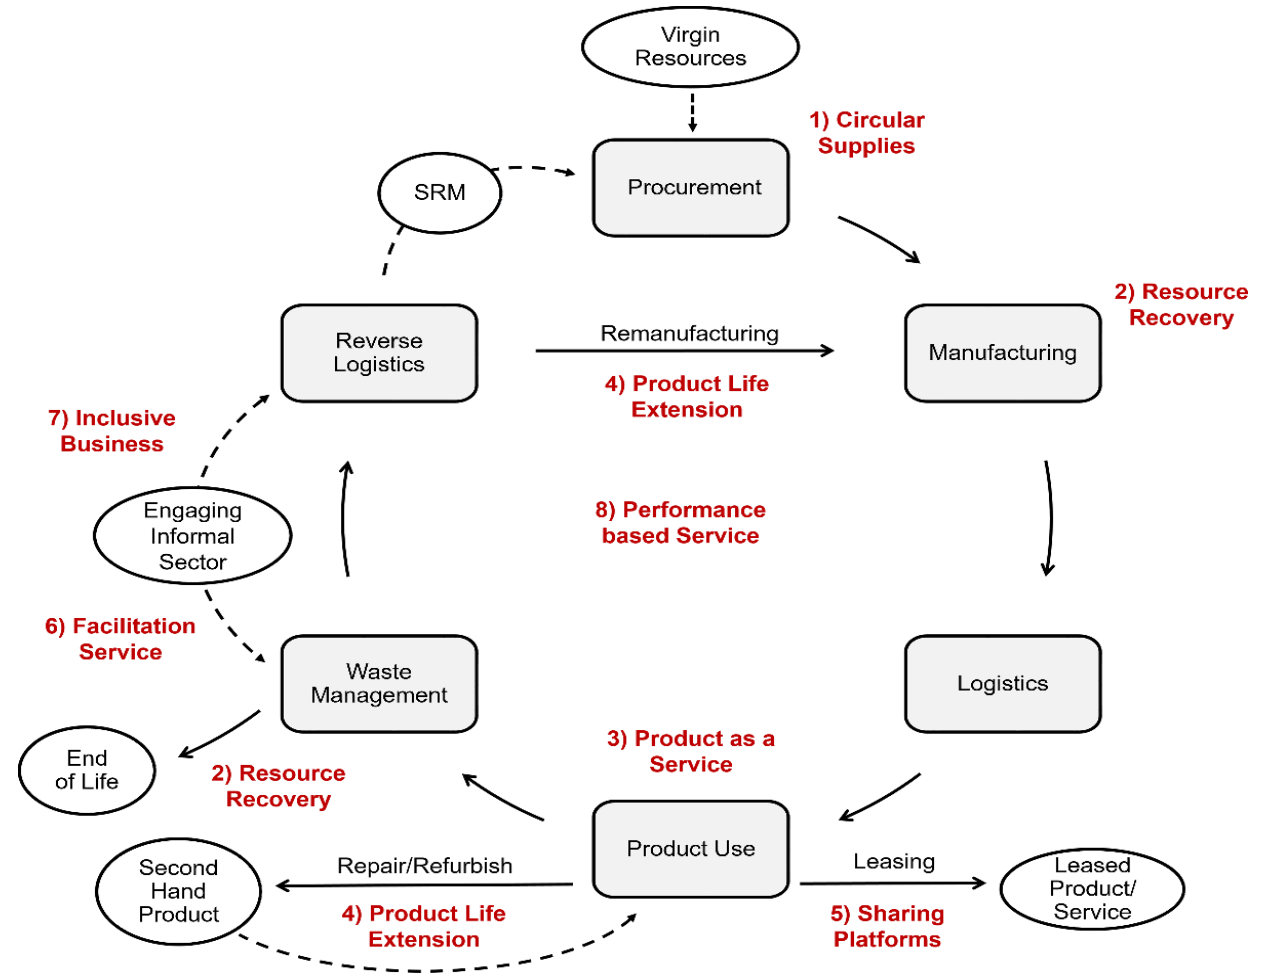 Virgin
Resources
1) Circular
Supplies
Procurement
SRM
2) Resource
Recovery
Reverse
Logistics
Remanufacturing
Manufacturing
4) Product Life
Extension
7) Inclusive
Business
Engaging
Informal
Sector
8) Performance
based Service
6) Facilitation
Service
Waste
Management
Logistics
End
of Life
2) Resource
Recovery
3) Product as a
Service
Product Use
Second
Hand
Product
Repair/Refurbish
4) Product Life
Extension
Leasing
5) Sharing
Platforms
Leased
Product/
Service